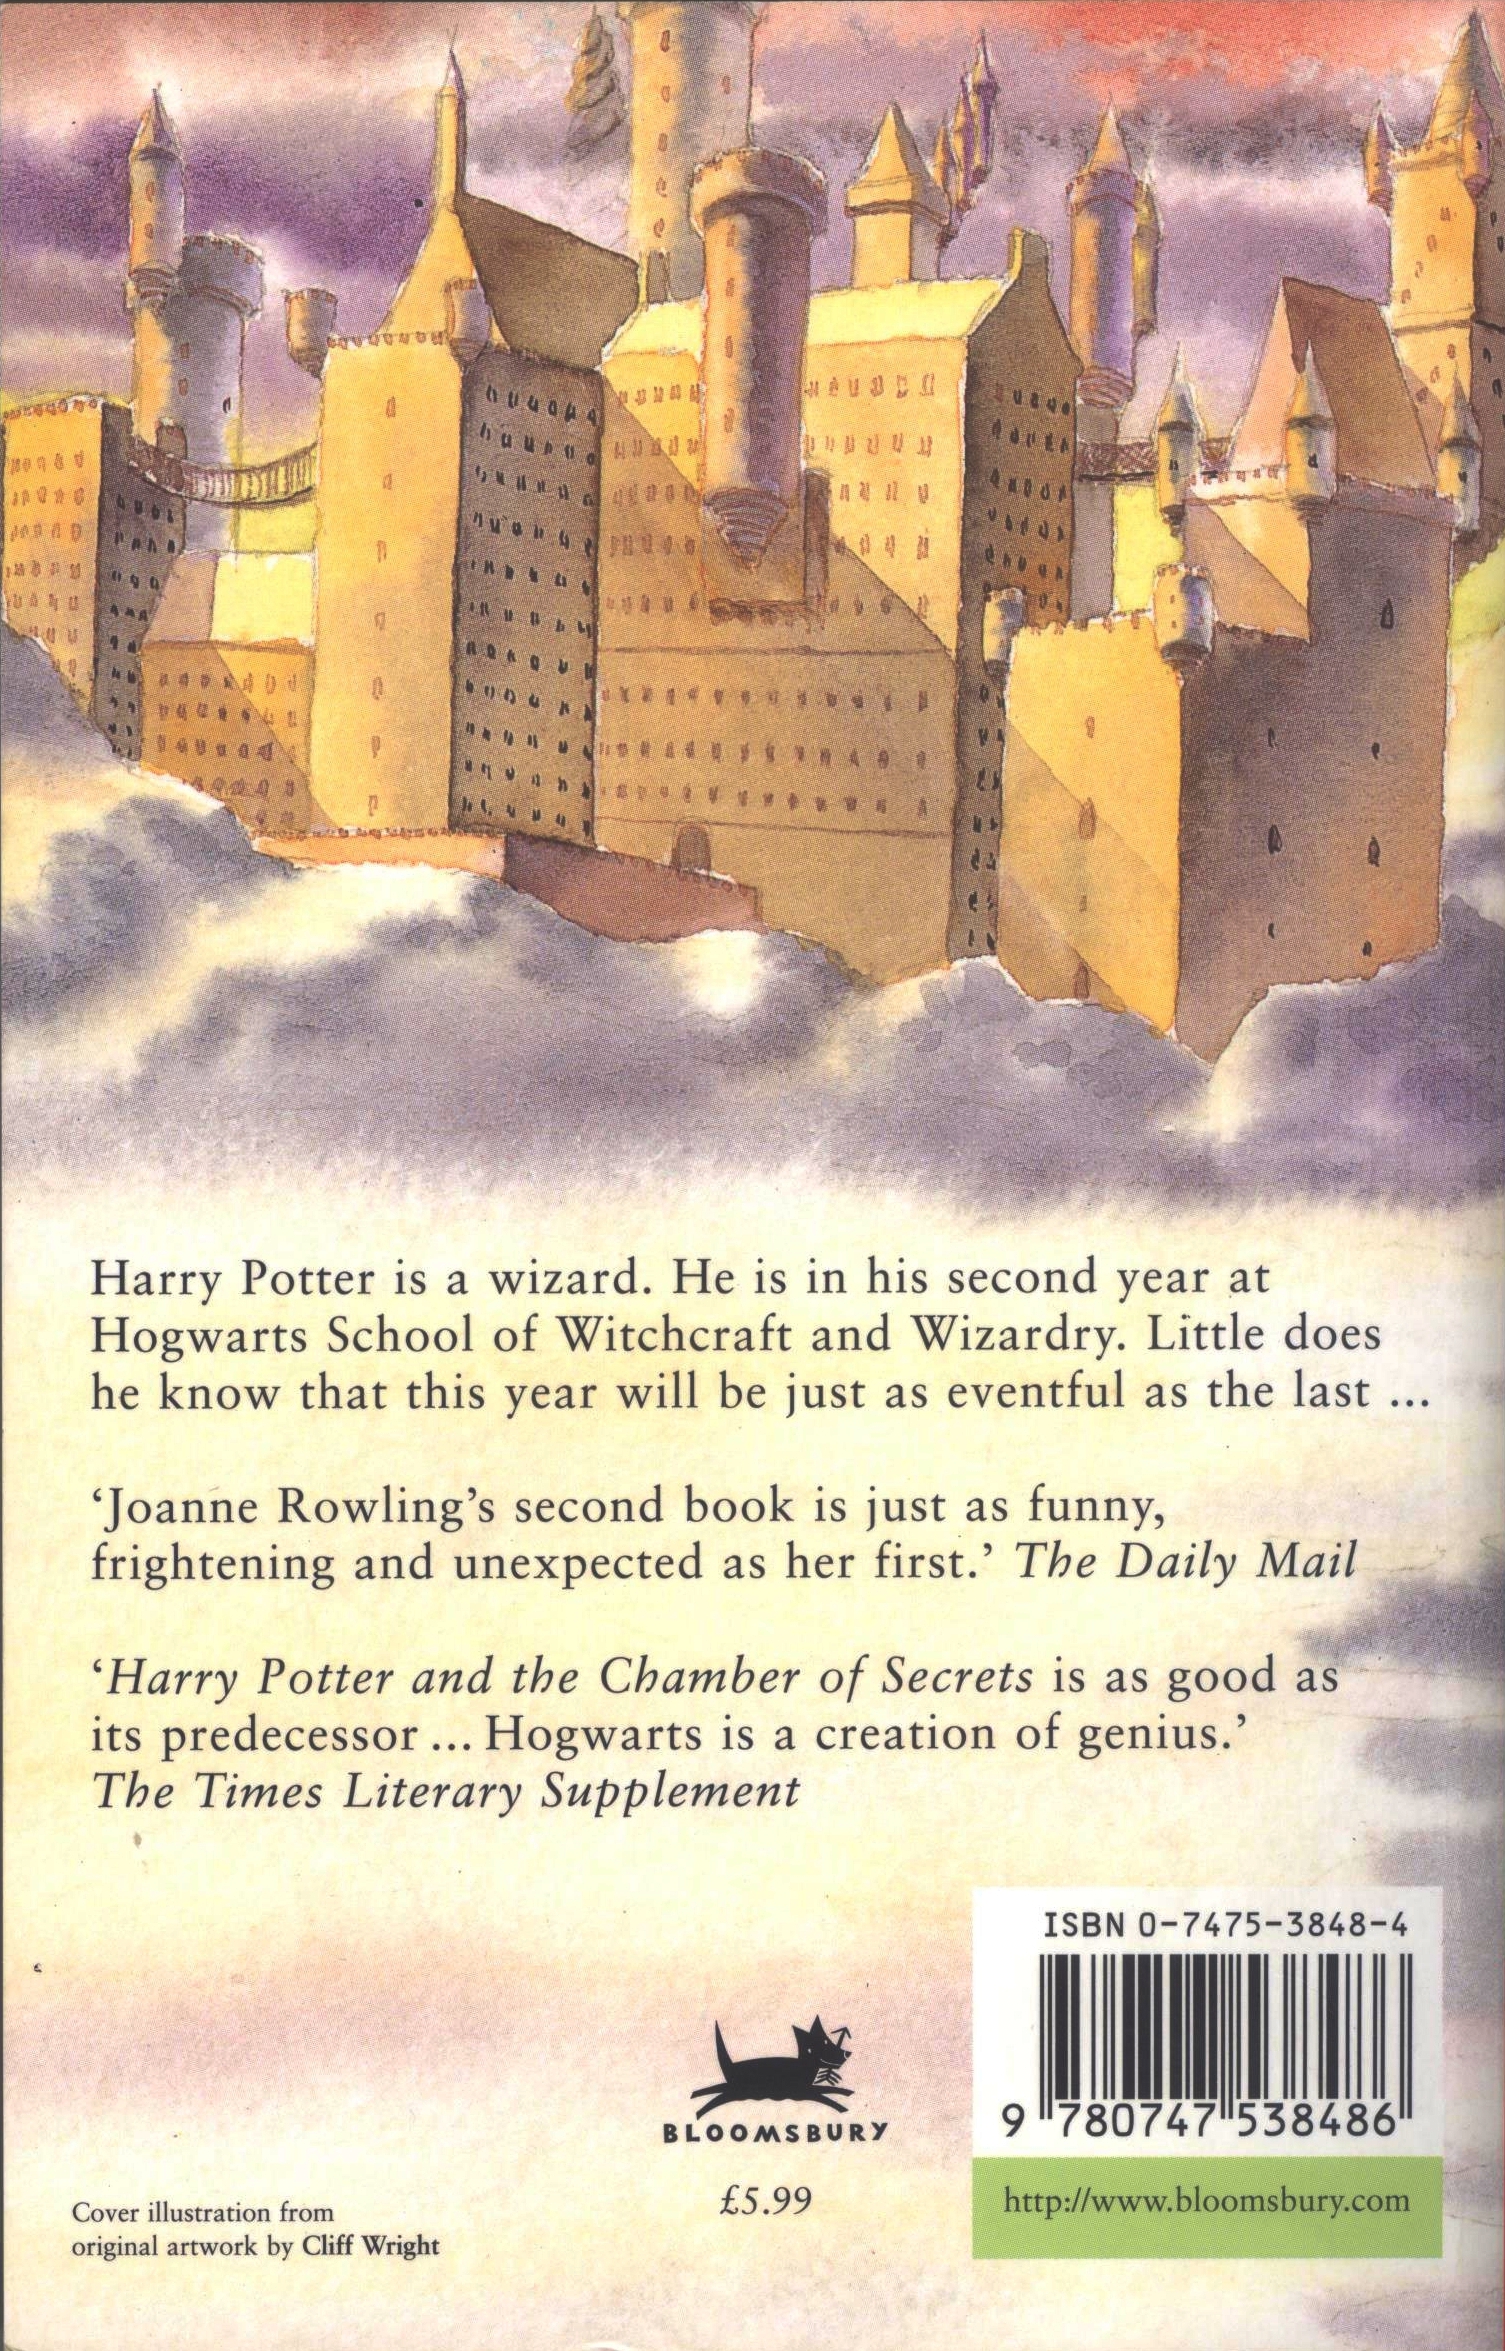 Harry Potter is a wizard. He is in his second year at
Hogwarts School of Witchcraft and Wizardry. Little does
he know that this year will be just as eventful as the last ...
‘Joanne Rowling’s second book is just as funny,
frightening and unexpected as her first.’ The Daily Mail
‘Harry Potter and the Chamber of Secrets is as good as
its predecessor ... Hogwarts is a creation of genius.’
The Times Literary Supplement
ISBN 0-7475-3848-4
9 780747 538486
BLOOMSBURY
£5.99
http://www.bloomsbury.com
Cover illustration from
original artwork by Cliff Wright